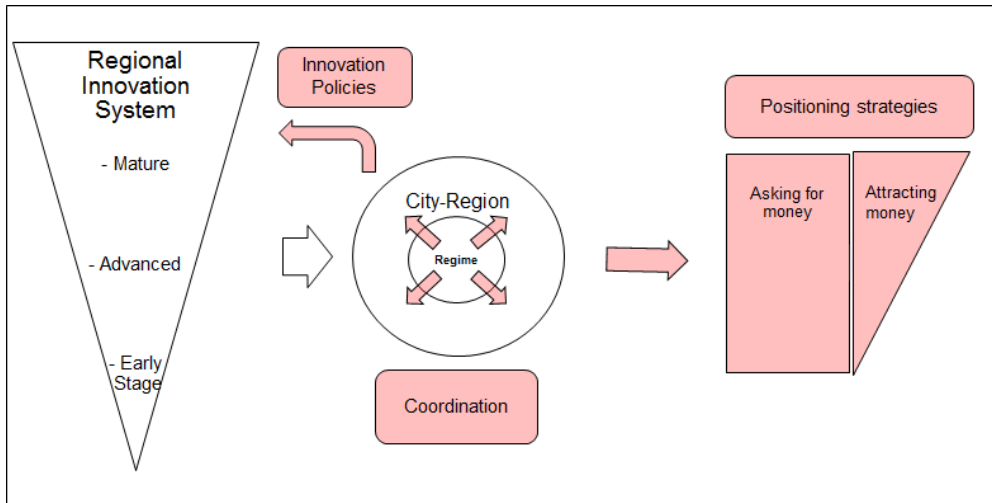 Regional
Innovation
System
- Mature
- Advanced
- Early
Stage
Innovation
Policies
City-Region
Regime
Coordination
Positioning strategies
Asking for
money
Attracting
money